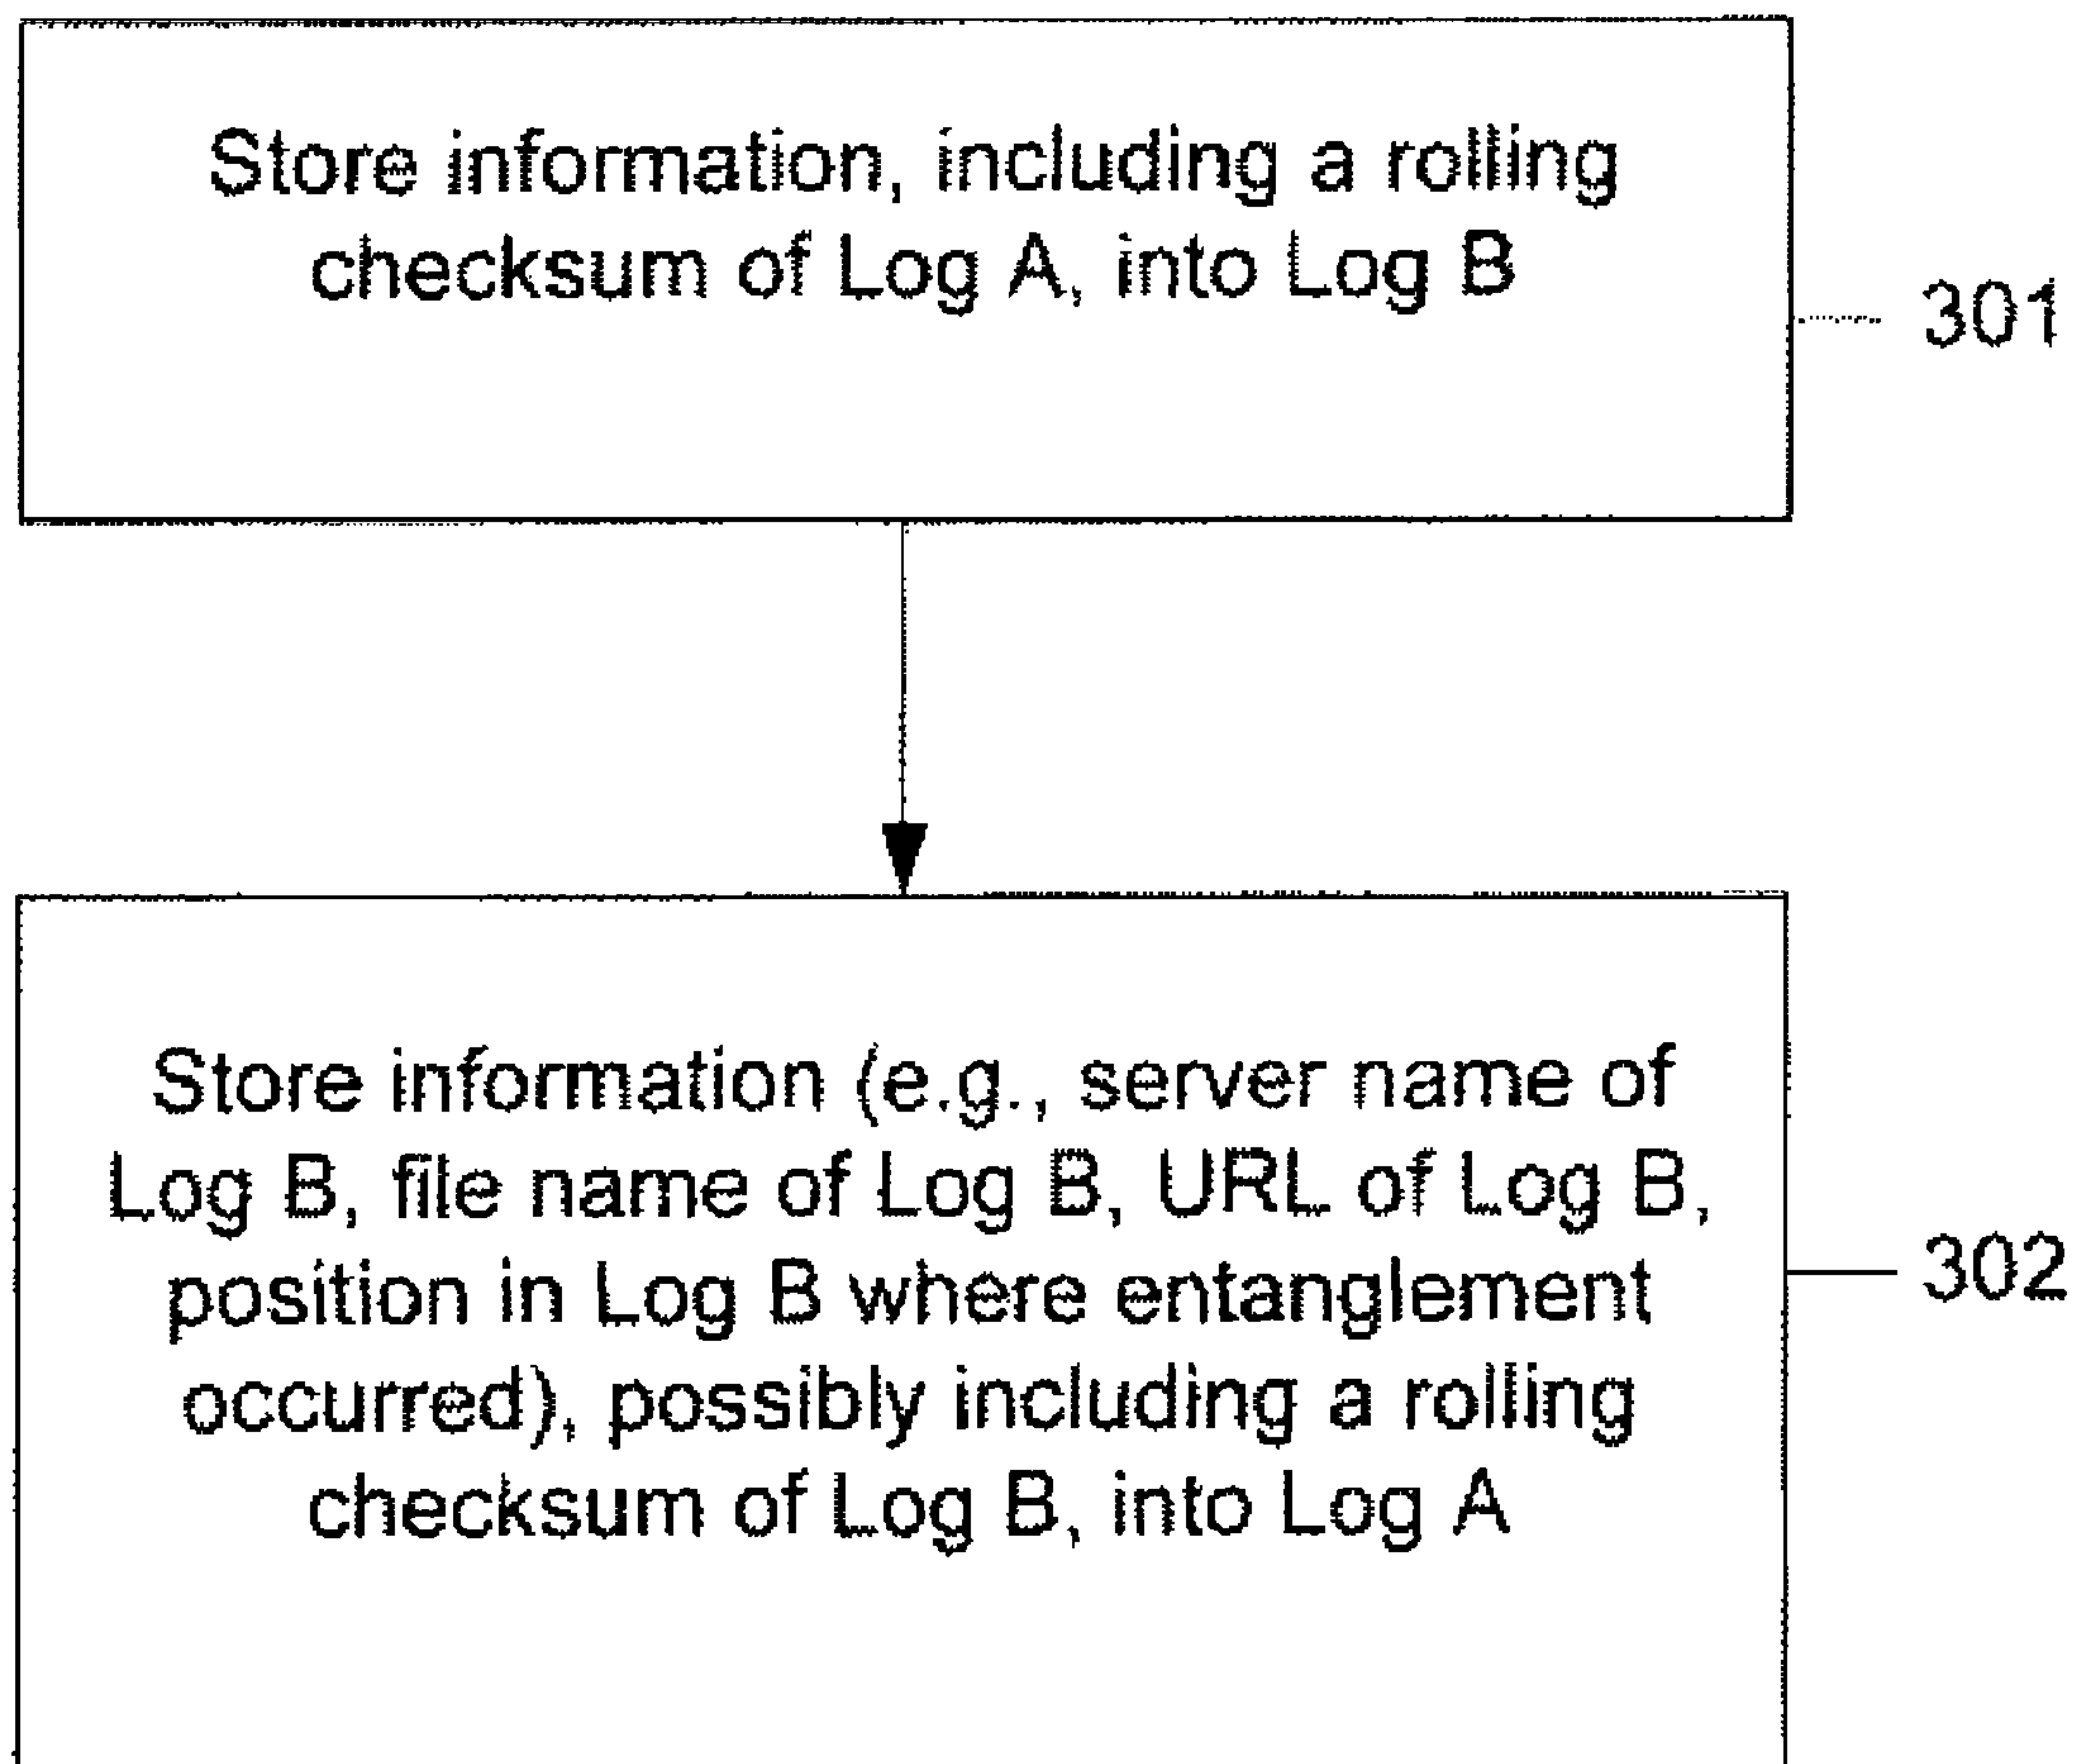 Store information, including a rolling
checksum of Log A, into Log B
301
Store information (e.g., server name of
Log B, file name of Log B, URL of Log B,
position in Log B where entanglement
occurred), possibly including a rolling
checksum of Log B, into Log A
302